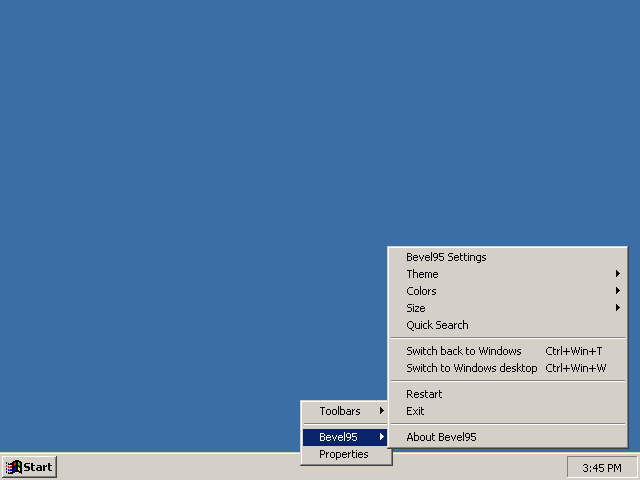 Bevel95 Settings
Theme
Colors
Size
Quick Search
Switch back to Windows Ctrl+Win+T
Switch to Windows desktop Ctrl+Win+W
Restart
Exit
About Bevel95
Toolbars
Bevel95
Properties
Start
3:45 PM